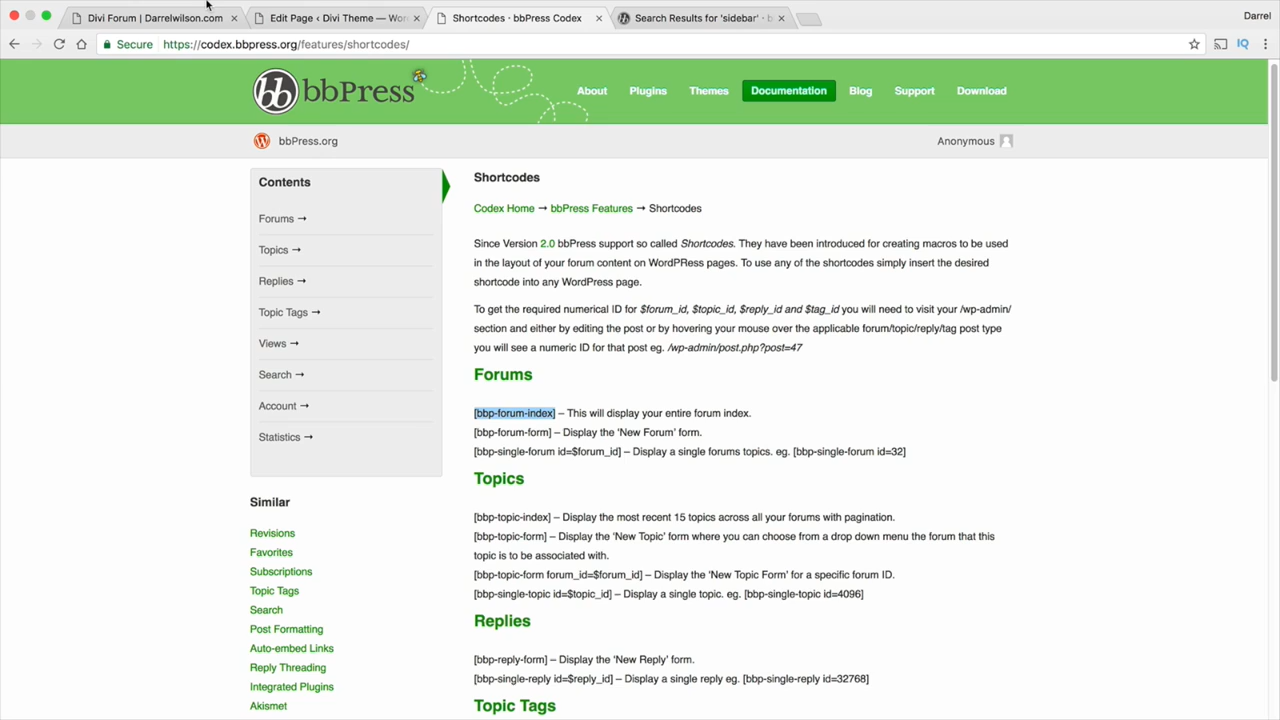 Divi Forum | Darrelwilson.com
Edit Page ‹ Divi Theme — Wor
Shortcodes · bbPress Codex
Search Results for 'sidebar' · b
Darrel
Secure https://codex.bbpress.org/features/shortcodes/
IQ
bb bbPress
About Plugins Themes Documentation Blog Support Download
bbPress.org
Anonymous
Contents
Forums →
Topics →
Replies →
Topic Tags →
Views →
Search →
Account →
Statistics →
Similar
Revisions
Favorites
Subscriptions
Topic Tags
Search
Post Formatting
Auto-embed Links
Reply Threading
Integrated Plugins
Akismet
Shortcodes
Codex Home → bbPress Features → Shortcodes
Since Version 2.0 bbPress support so called Shortcodes. They have been introduced for creating macros to be used
in the layout of your forum content on WordPRess pages. To use any of the shortcodes simply insert the desired
shortcode into any WordPress page.
To get the required numerical ID for $forum_id, $topic_id, $reply_id and $tag_id you will need to visit your /wp-admin/
section and either by editing the post or by hovering your mouse over the applicable forum/topic/reply/tag post type
you will see a numeric ID for that post eg. /wp-admin/post.php?post=47
Forums
[bbp-forum-index] – This will display your entire forum index.
[bbp-forum-form] – Display the ‘New Forum’ form.
[bbp-single-forum id=$forum_id] – Display a single forums topics. eg. [bbp-single-forum id=32]
Topics
[bbp-topic-index] – Display the most recent 15 topics across all your forums with pagination.
[bbp-topic-form] – Display the ‘New Topic’ form where you can choose from a drop down menu the forum that this
topic is to be associated with.
[bbp-topic-form forum_id=$forum_id] – Display the ‘New Topic Form’ for a specific forum ID.
[bbp-single-topic id=$topic_id] – Display a single topic. eg. [bbp-single-topic id=4096]
Replies
[bbp-reply-form] – Display the ‘New Reply’ form.
[bbp-single-reply id=$reply_id] – Display a single reply eg. [bbp-single-reply id=32768]
Topic Tags